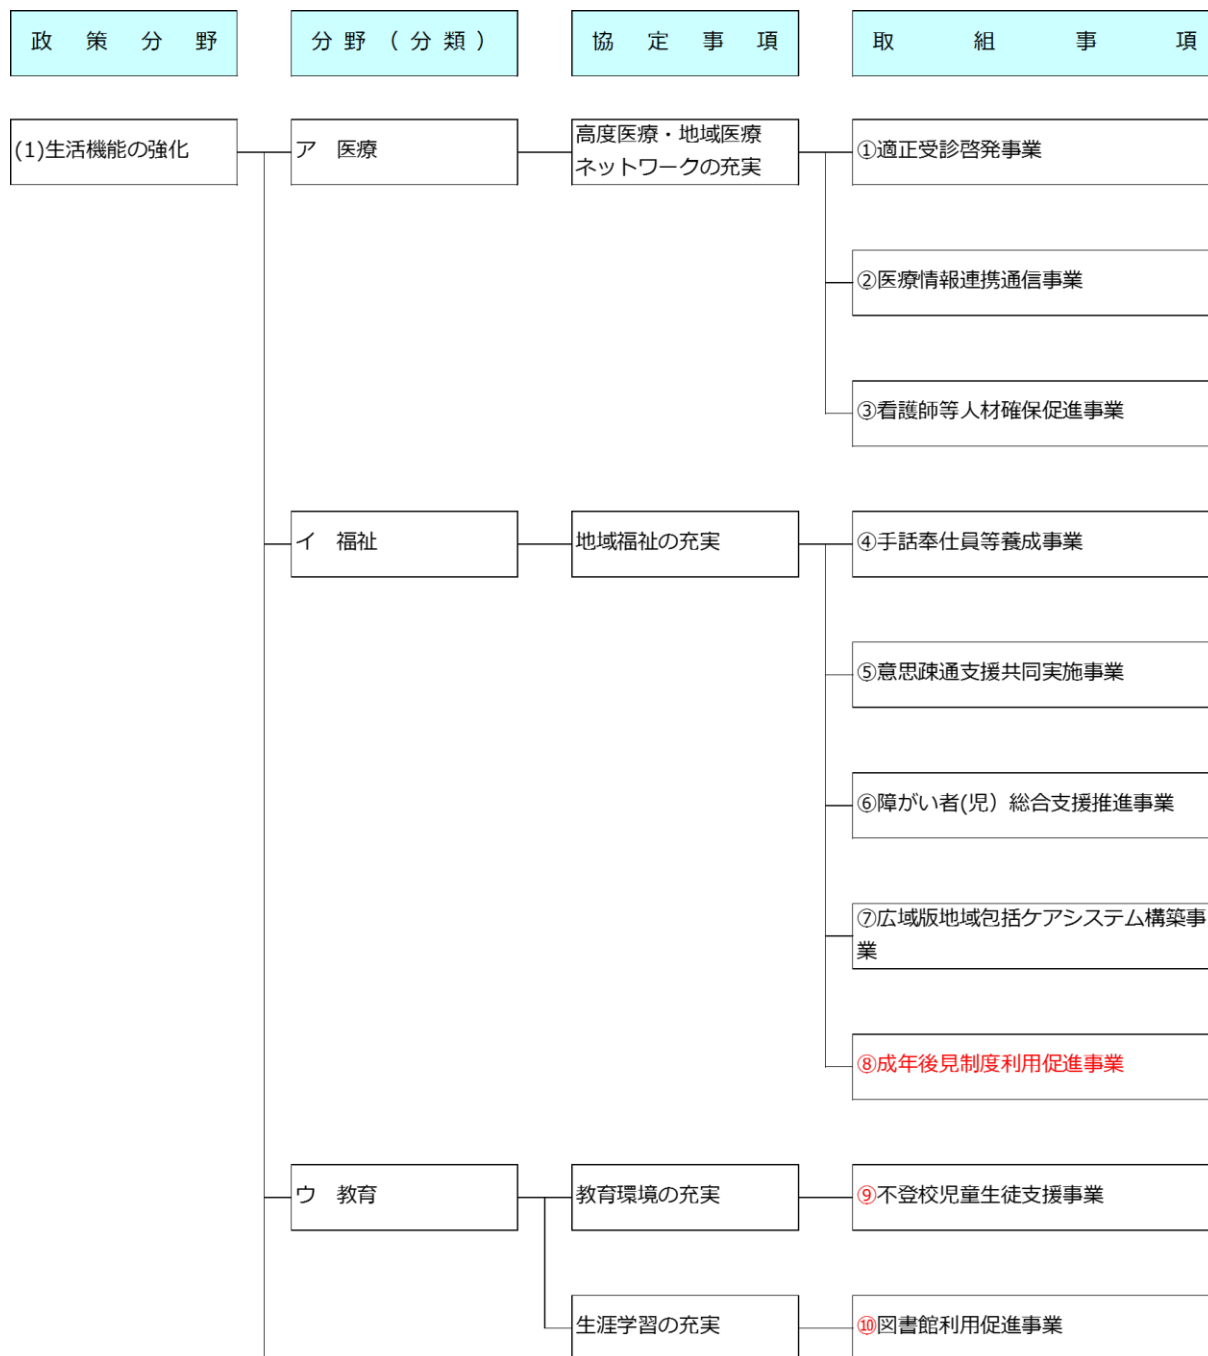 政策分野
分野(分類)
協定事項
取組事項
(1)生活機能の強化
ア 医療
高度医療・地域医療
ネットワークの充実
①適正受診啓発事業
②医療情報連携通信事業
③看護師等人材確保促進事業
イ 福祉
地域福祉の充実
④手話奉仕員等養成事業
⑤意思疎通支援共同実施事業
⑥障がい者(児）総合支援推進事業
⑦広域版地域包括ケアシステム構築事
業
⑧成年後見制度利用促進事業
ウ 教育
教育環境の充実
⑨不登校児童生徒支援事業
生涯学習の充実
⑩図書館利用促進事業